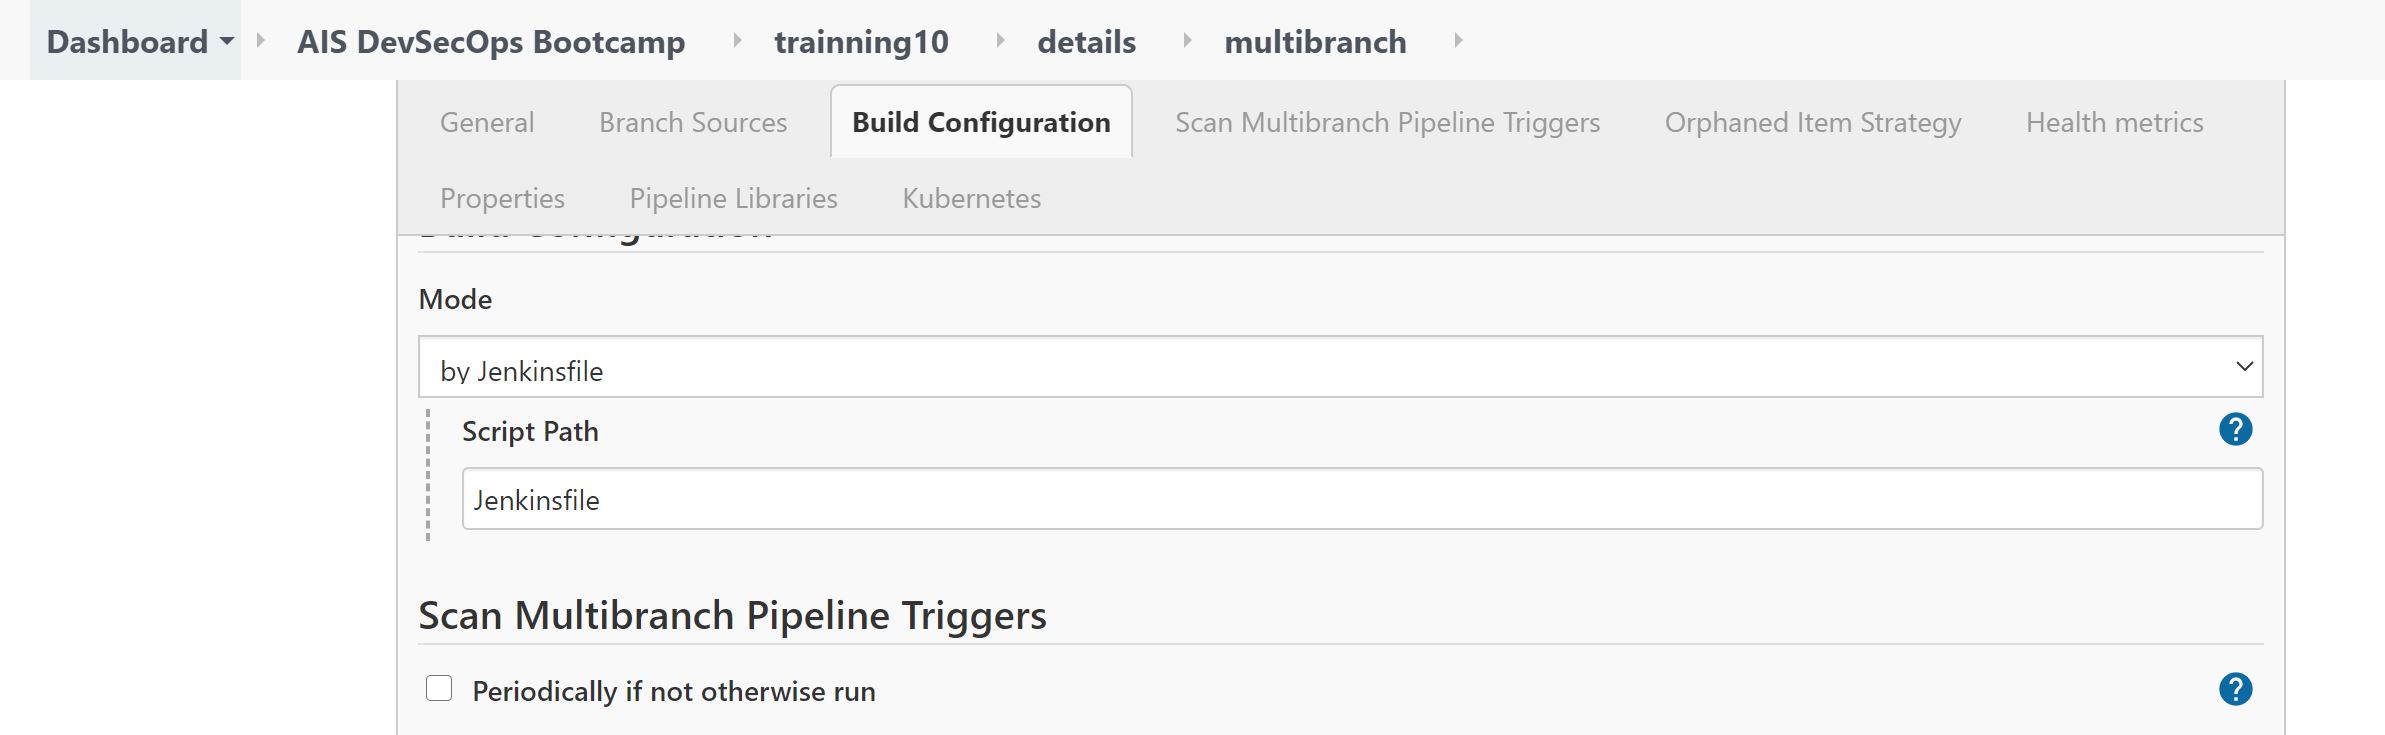 Dashboard AIS DevSecOps Bootcamp trainning10 details multibranch
General Branch Sources Build Configuration Scan Multibranch Pipeline Triggers Orphaned Item Strategy Health metrics
Properties Pipeline Libraries Kubernetes
Build Configuration
Mode
by Jenkinsfile
Script Path ?
Jenkinsfile
Scan Multibranch Pipeline Triggers
Periodically if not otherwise run ?